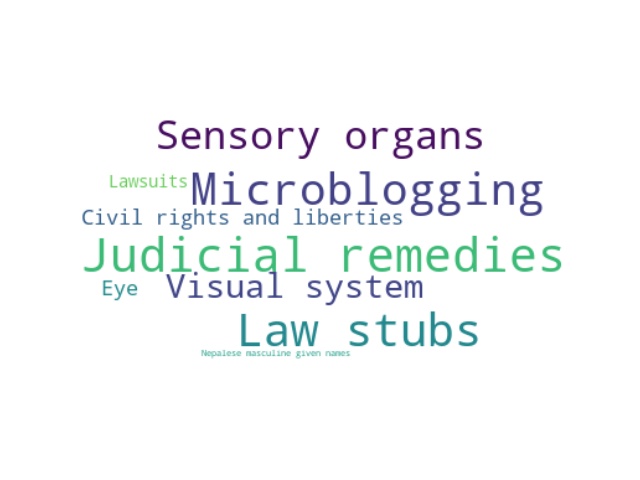 Sensory organs
Lawsuits
Microblogging
Civil rights and liberties
Judicial remedies
Eye
Visual system
Law stubs
Nepalese masculine given names